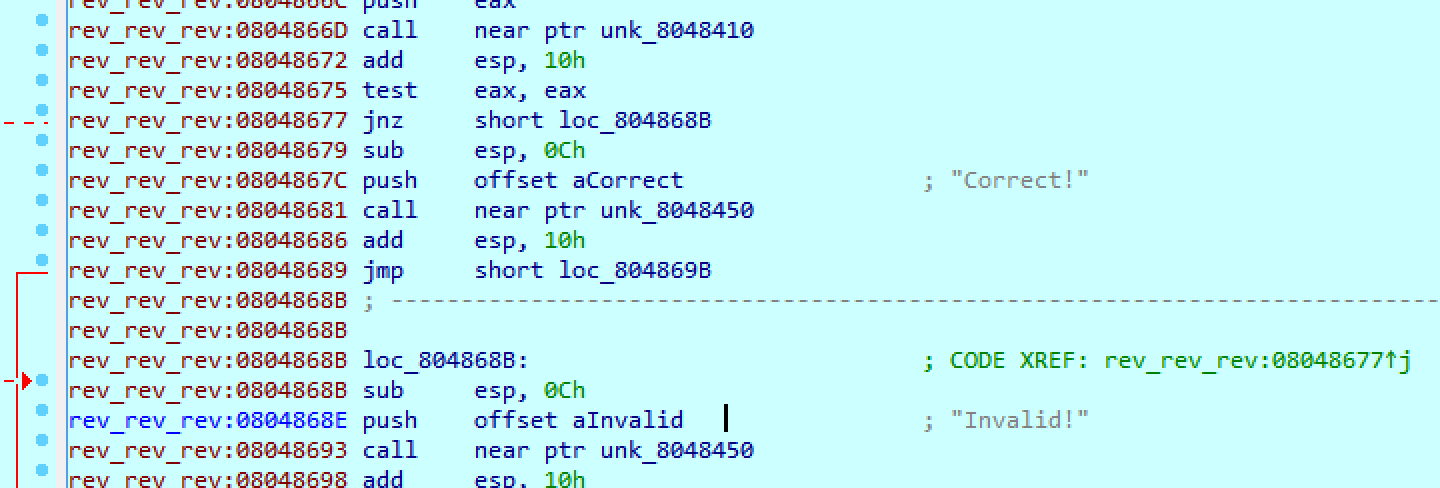 rev_rev_rev:0804866C push    eax
rev_rev_rev:0804866D call    near ptr unk_8048410
rev_rev_rev:08048672 add     esp, 10h
rev_rev_rev:08048675 test    eax, eax
rev_rev_rev:08048677 jnz     short loc_804868B
rev_rev_rev:08048679 sub     esp, 0Ch
rev_rev_rev:0804867C push    offset aCorrect                 ; "Correct!"
rev_rev_rev:08048681 call    near ptr unk_8048450
rev_rev_rev:08048686 add     esp, 10h
rev_rev_rev:08048689 jmp     short loc_804869B
rev_rev_rev:0804868B ; ---------------------------------------------------------------------------
rev_rev_rev:0804868B
rev_rev_rev:0804868B loc_804868B:                            ; CODE XREF: rev_rev_rev:08048677↑j
rev_rev_rev:0804868B sub     esp, 0Ch
rev_rev_rev:0804868E push    offset aInvalid                 ; "Invalid!"
rev_rev_rev:08048693 call    near ptr unk_8048450
rev_rev_rev:08048698 add     esp, 10h